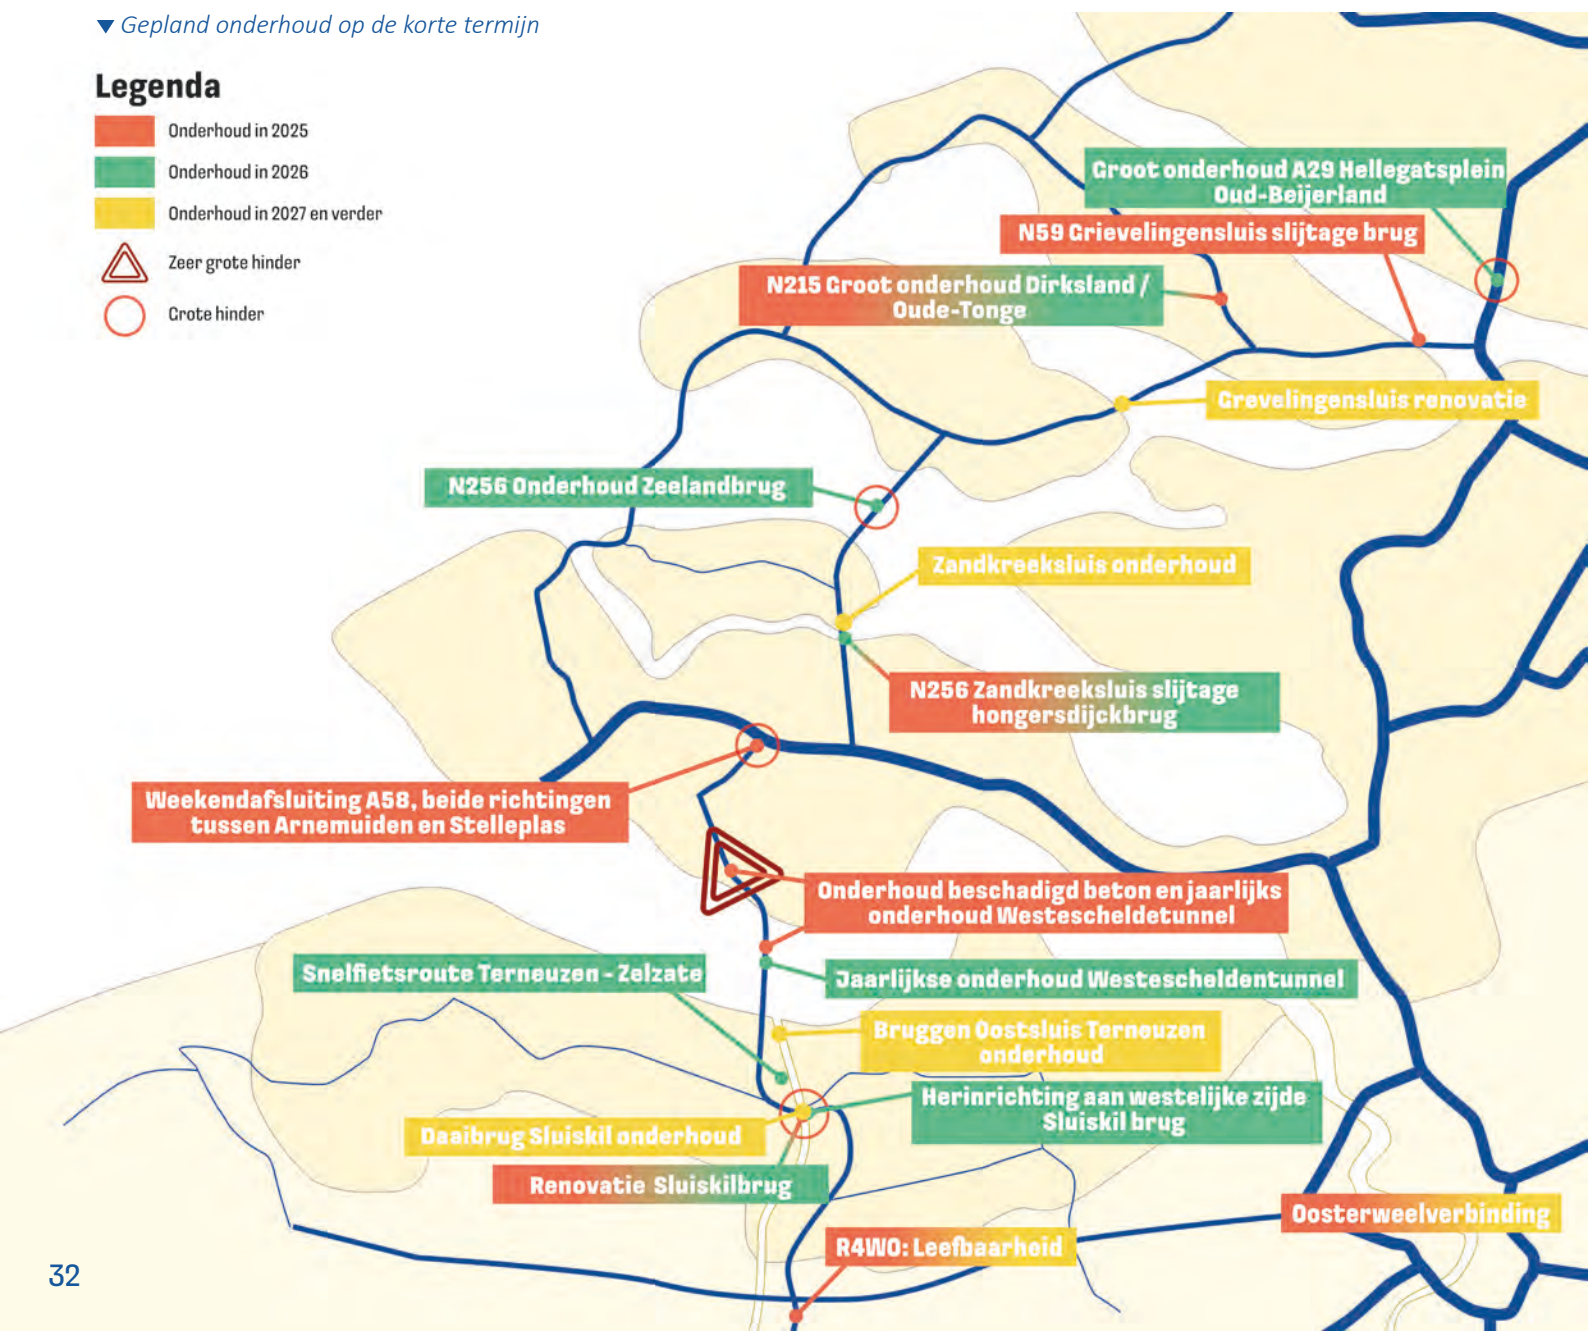 Gepland onderhoud op de korte termijn
Legenda
Onderhoud in 2025
Onderhoud in 2026
Onderhoud in 2027 en verder
Zeer grote hinder
Grote hinder
Groot onderhoud A29 Hellegatsplein
Oud-Beijerland
N59 Grievelingensluis slijtage brug
N215 Groot onderhoud Dirksland /
Oude-Tonge
Grevelingensluis renovatie
N256 Onderhoud Zeelandbrug
Zandkreeksluis onderhoud
N256 Zandkreeksluis slijtage
hongersdijckbrug
Weekendafsluiting A58, beide richtingen
tussen Arnemuiden en Stelleplas
Onderhoud beschadigd beton en jaarlijks
onderhoud Westescheldetunnel
Snelfietsroute Terneuzen - Zelzate
Jaarlijkse onderhoud Westescheldentunnel
Bruggen Oostsluis Terneuzen
onderhoud
Herinrichting aan westelijke zijde
Sluiskil brug
Daaibrug Sluiskil onderhoud
Renovatie Sluiskilbrug
Oosterweelverbinding
R4WO: Leefbaarheid
32